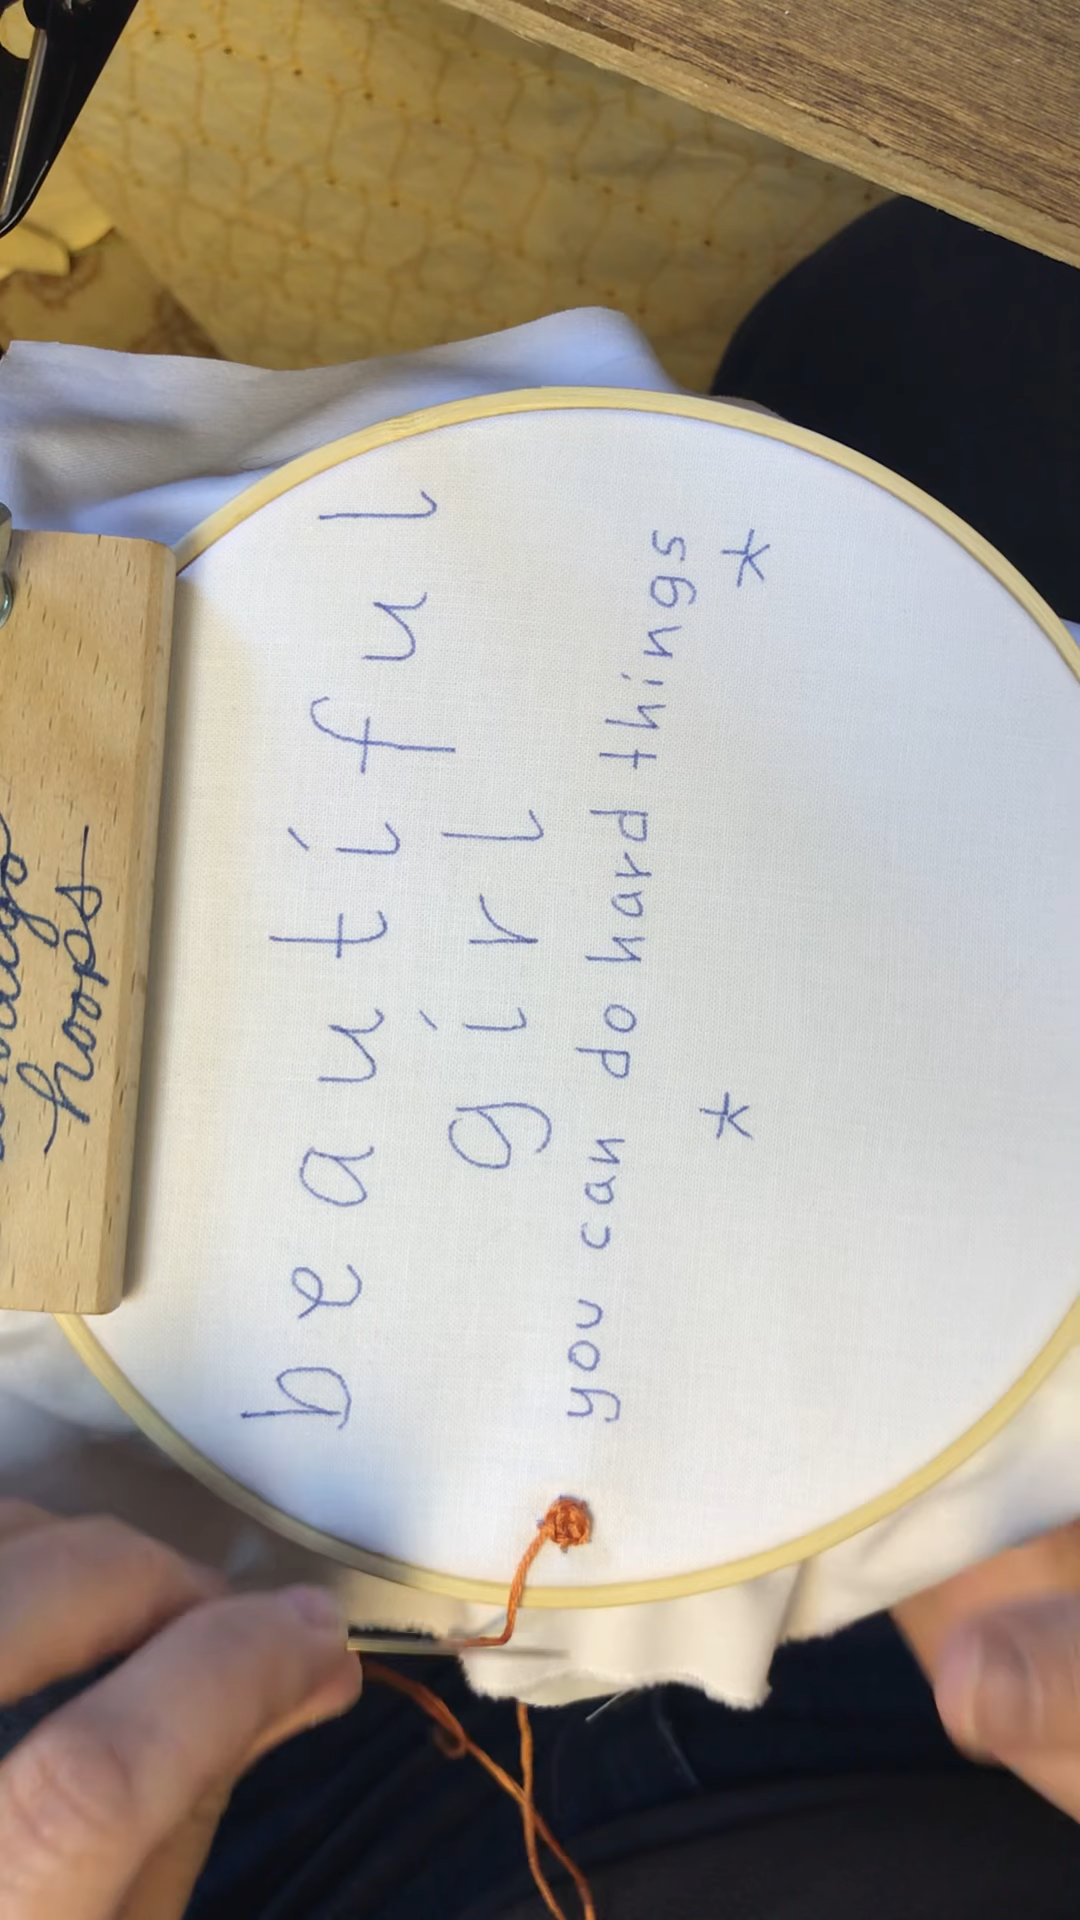 hoops
beautiful
girl
you can do hard things
* *